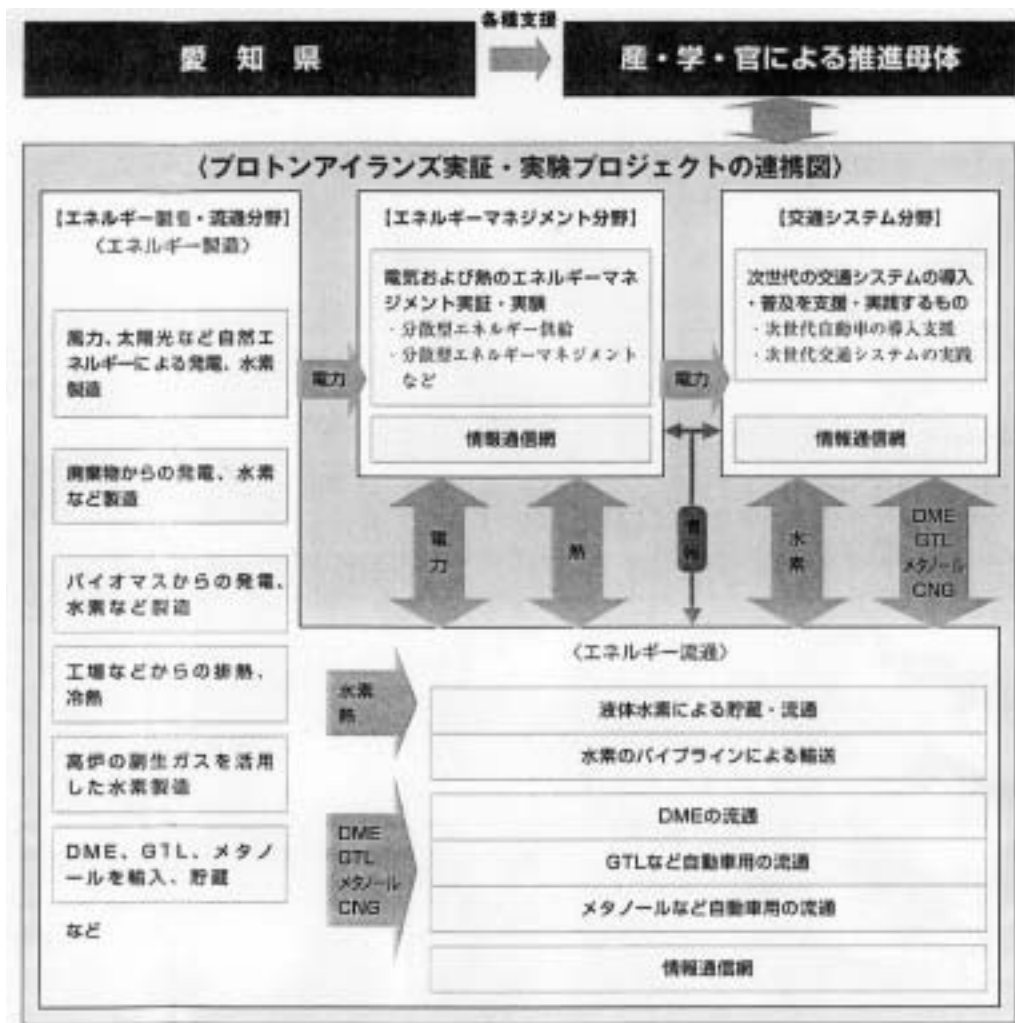 各種支援
愛知県
産・学・官による推進母体
〈プロトンアイランズ実証・実験プロジェクトの連携図〉
【エネルギー製造・流通分野】
〈エネルギー製造〉
風力、太陽光など自然エ
ネルギーによる発電、水素
製造
廃棄物からの発電、水素
など製造
バイオマスからの発電、
水素など製造
工場などからの排熱、
冷熱
高炉の副生ガスを活用
した水素製造
DME、GTL、メタノ
ールを輸入、貯蔵
など
電力
【エネルギーマネジメント分野】
電気および熱のエネルギーマネ
ジメント実証・実験
・分散型エネルギー供給
・分散型エネルギーマネジメント
など
情報通信網
電力
【交通システム分野】
次世代の交通システムの導入
・普及を支援・実践するもの
・次世代自動車の導入支援
・次世代交通システムの実践
情報通信網
電力
熱
情報
水素
DME
GTL
メタノール
CNG
〈エネルギー流通〉
水素
熱
液体水素による貯蔵・流通
水素のパイプラインによる輸送
DME
GTL
メタノール
CNG
DMEの流通
GTLなど自動車用の流通
メタノールなど自動車用の流通
情報通信網